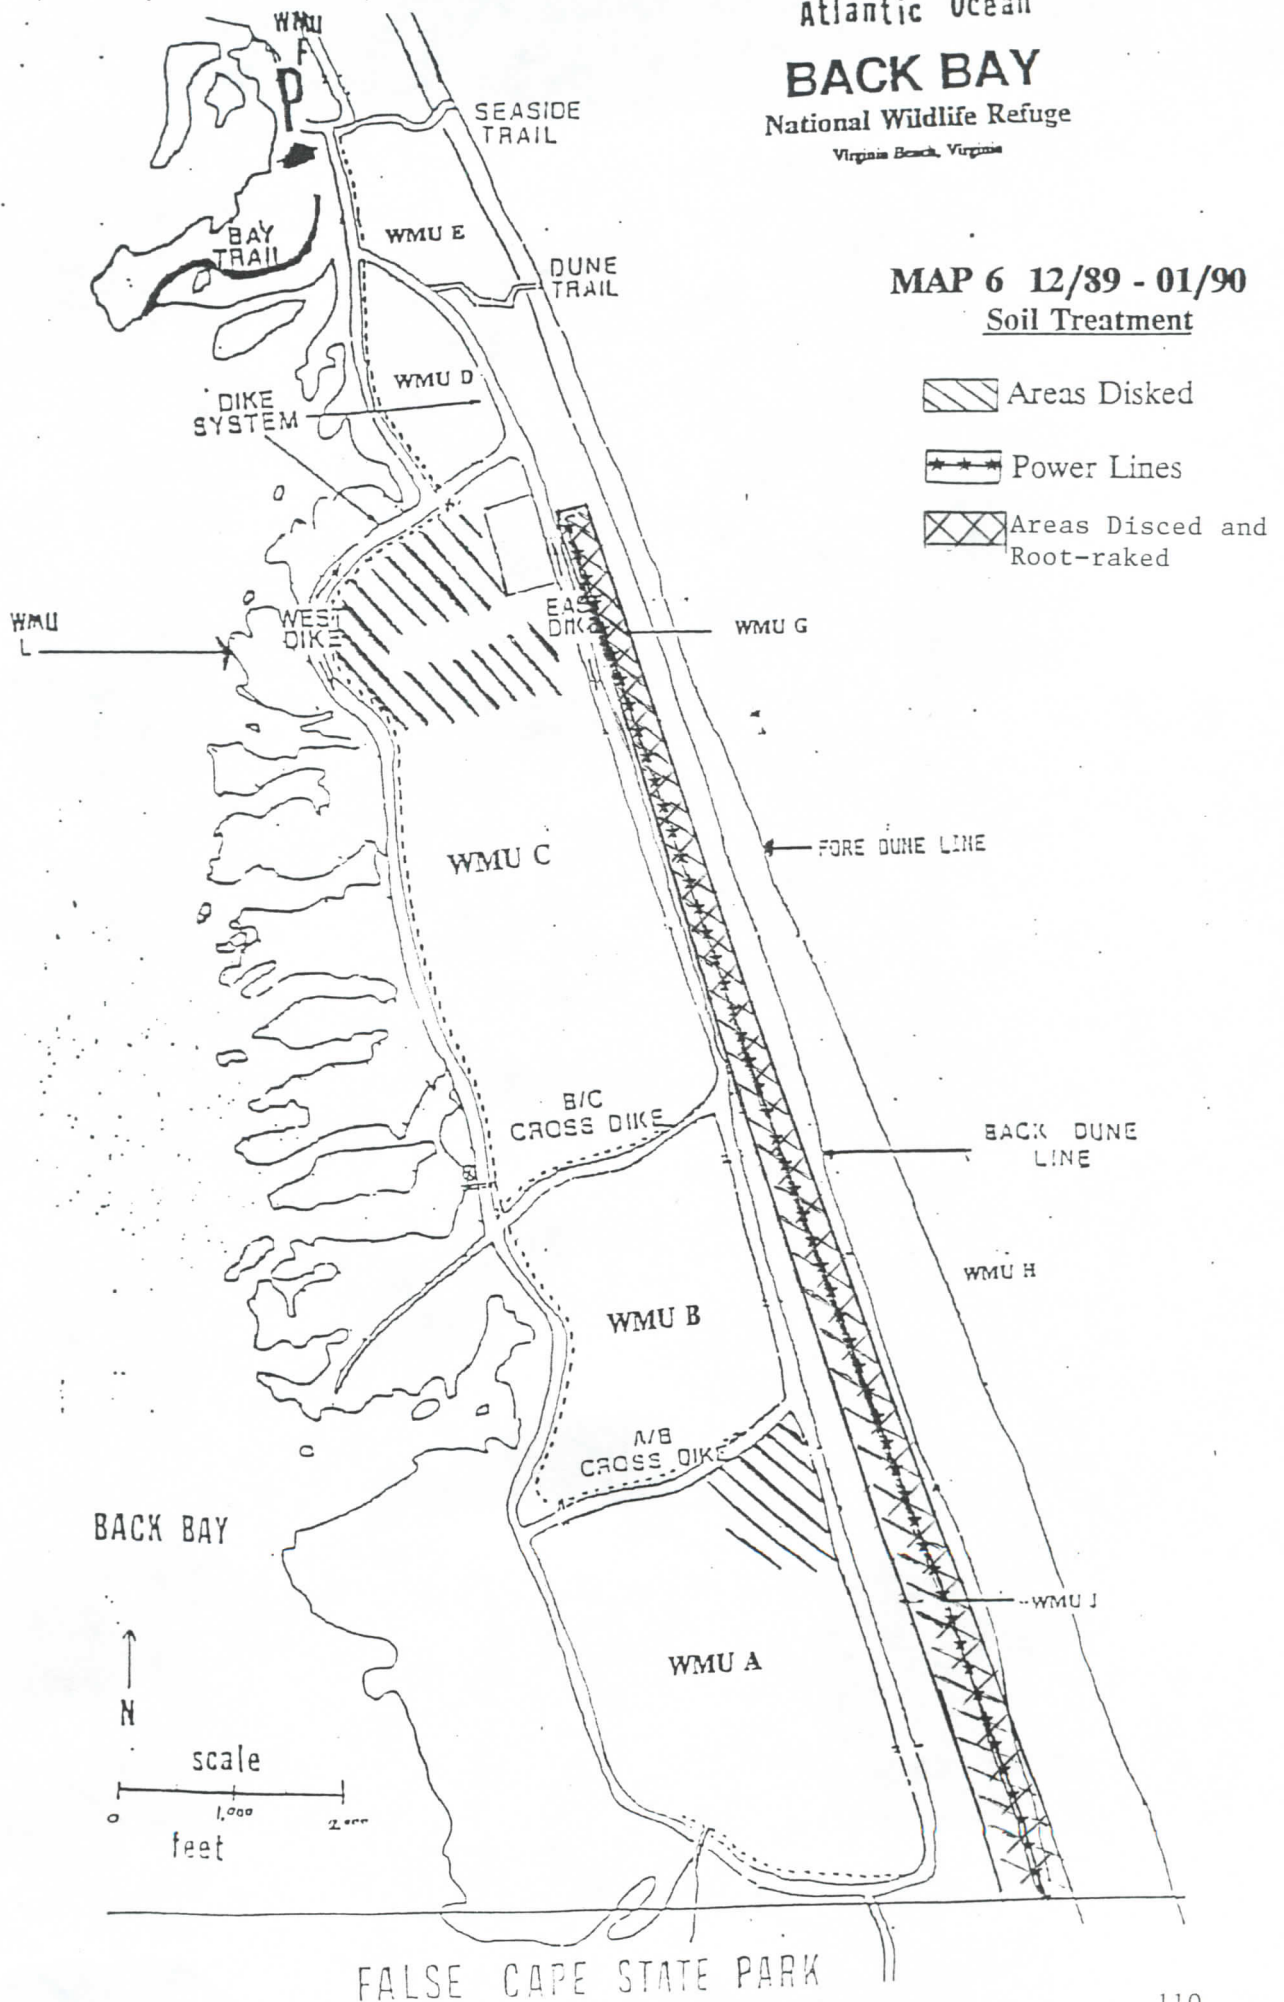 Atlantic Ocean
BACK BAY
National Wildlife Refuge
Virginia Beach, Virginia
MAP 6 12/89 - 01/90
Soil Treatment
Areas Disked
Power Lines
Areas Disced and
Root-raked
WMU
F
P
SEASIDE
TRAIL
WMU E
BAY
TRAIL
DUNE
TRAIL
WMU D
DIKE
SYSTEM
WEST
DIKE
EAST
DIKE
WMU
L
WMU G
FORE DUNE LINE
WMU C
B/C
CROSS DIKE
BACK DUNE
LINE
WMU H
WMU B
A/B
CROSS DIKE
BACK BAY
WMU J
WMU A
N
scale
0 1,000 2000
feet
FALSE CAPE STATE PARK
110